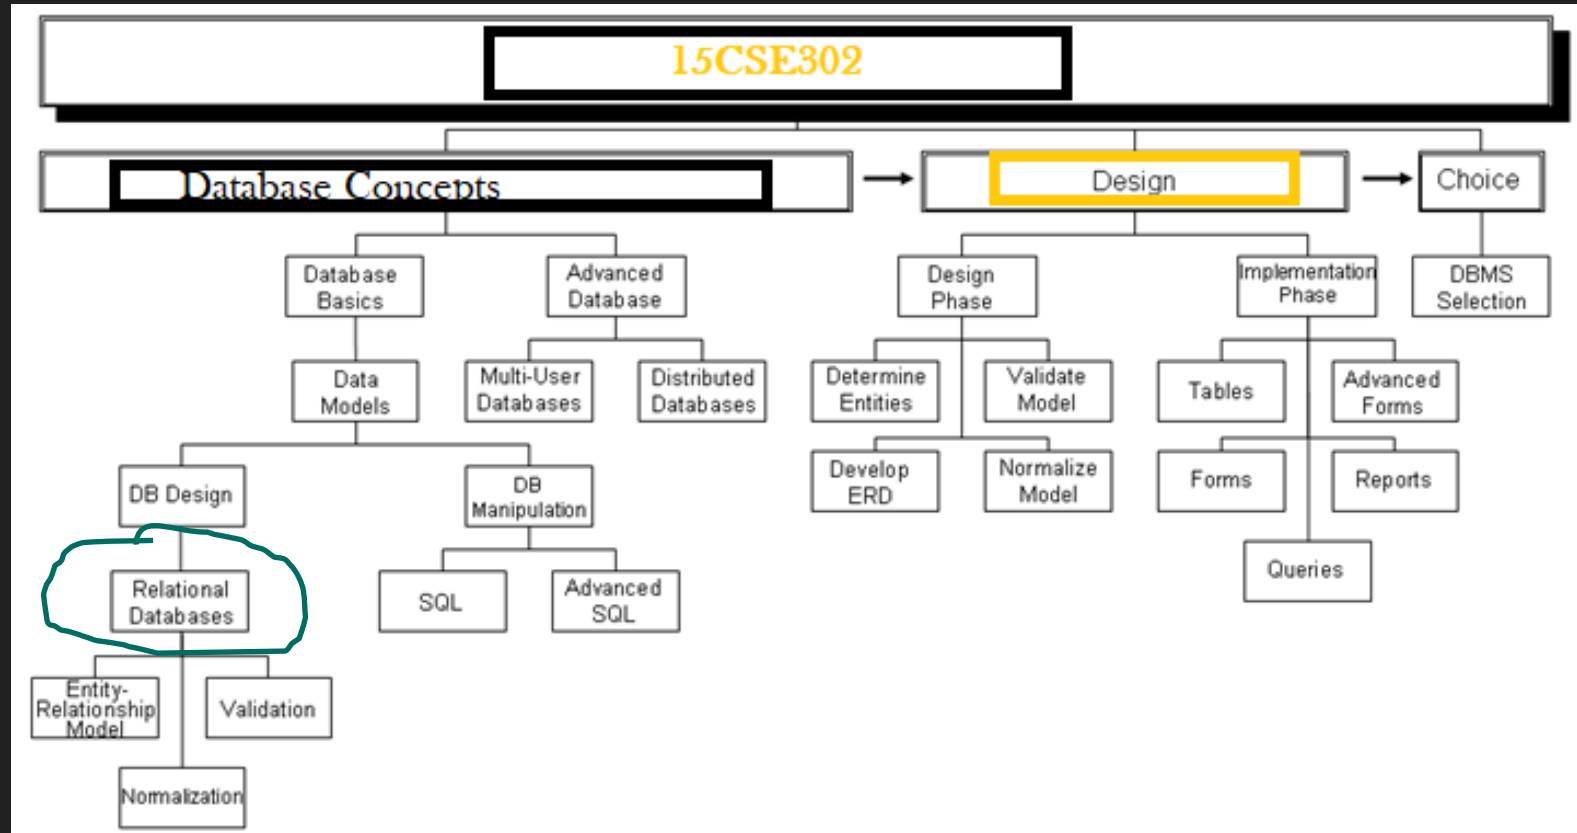 15CSE302
Database Concepts
Design
Choice
Database
Basics
Advanced
Database
Design
Phase
Implementation
Phase
DBMS
Selection
Data
Models
Multi-User
Databases
Distributed
Databases
Determine
Entities
Validate
Model
Tables
Advanced
Forms
DB Design
DB
Manipulation
Develop
ERD
Normalize
Model
Forms
Reports
Relational
Databases
SQL
Advanced
SQL
Queries
Entity-
Relationship
Model
Validation
Normalization